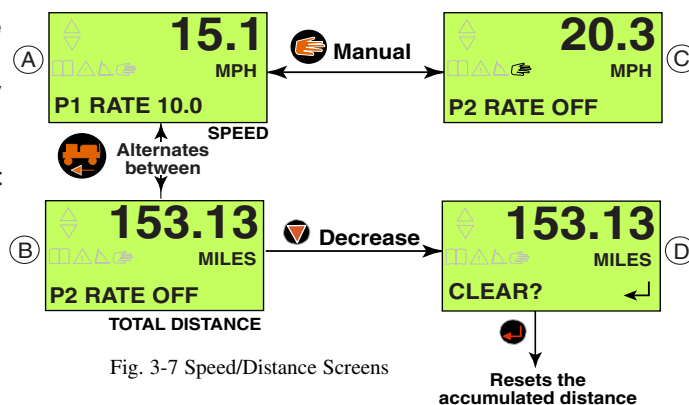 A
15.1
MPH
P1 RATE 10.0
SPEED
Manual
C
20.3
MPH
P2 RATE OFF
Alternates
between
B
153.13
MILES
P2 RATE OFF
TOTAL DISTANCE
Decrease
D
153.13
MILES
CLEAR?
Resets the
accumulated distance
Fig. 3-7 Speed/Distance Screens